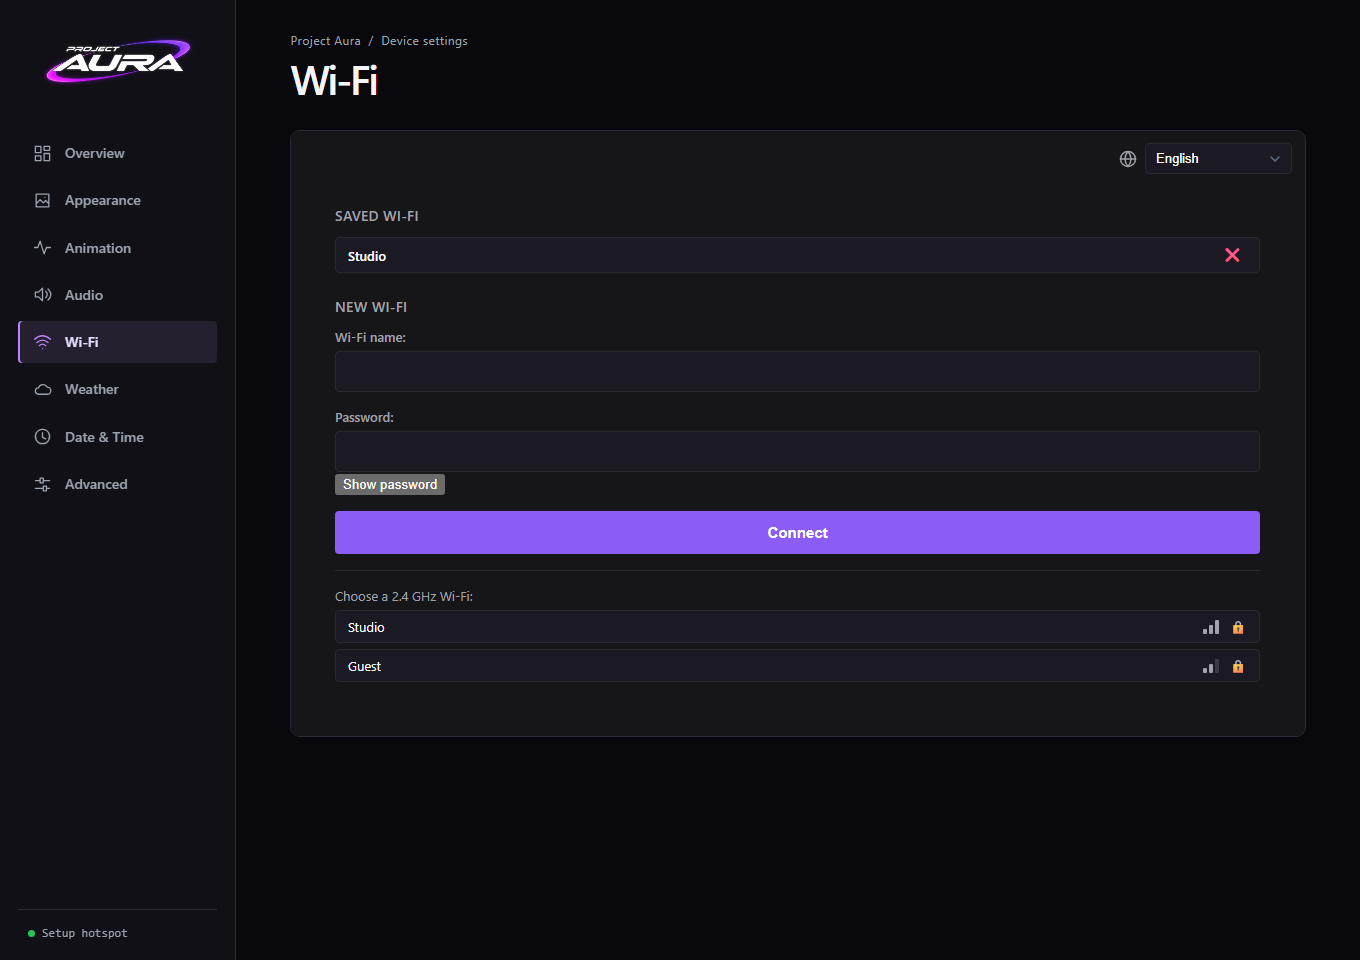 PROJECT
AURA
Overview
Appearance
Animation
Audio
Wi-Fi
Weather
Date & Time
Advanced
Setup hotspot
Project Aura / Device settings
Wi-Fi
English
SAVED WI-FI
Studio
NEW WI-FI
Wi-Fi name:
Password:
Show password
Connect
Choose a 2.4 GHz Wi-Fi:
Studio
Guest